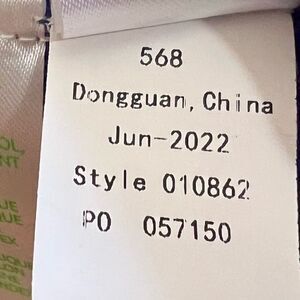 568
Dongguan, China
Jun-2022
Style 010862
PO 057150